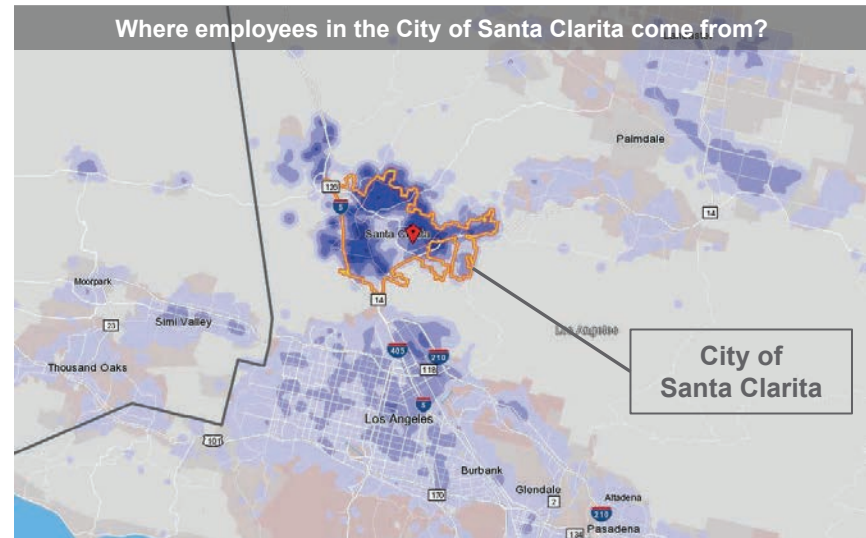 Where employees in the City of Santa Clarita come from?
Lancaster
Palmdale
126
5
Santa Clarita
14
14
Moorpark
23
Simi Valley
Los Angeles
405
210
118
City of
Santa Clarita
Thousand Oaks
5
Los Angeles
101
Burbank
170
Glendale
2
Altadena
210
134
Pasadena